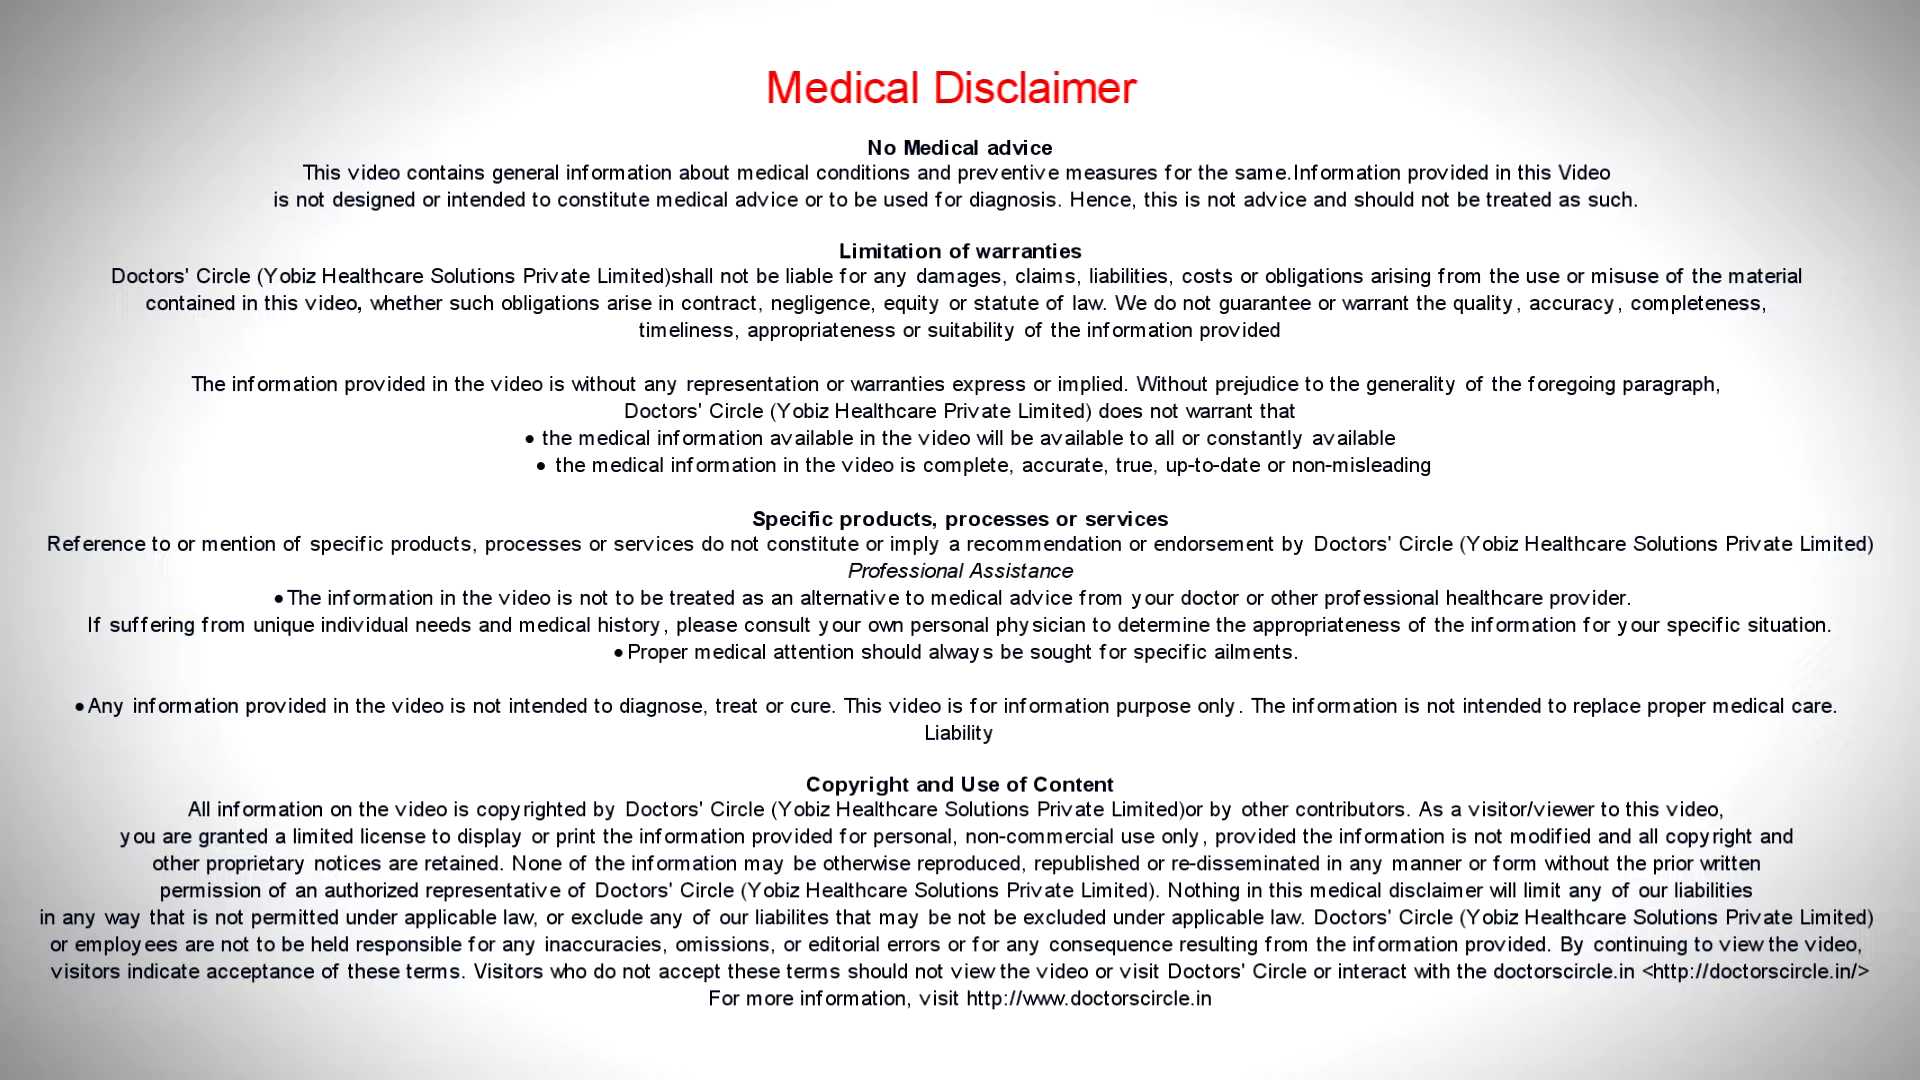 Medical Disclaimer
No Medical advice
This video contains general information about medical conditions and preventive measures for the same.Information provided in this Video
is not designed or intended to constitute medical advice or to be used for diagnosis. Hence, this is not advice and should not be treated as such.
Limitation of warranties
Doctors' Circle (Yobiz Healthcare Solutions Private Limited)shall not be liable for any damages, claims, liabilities, costs or obligations arising from the use or misuse of the material
contained in this video, whether such obligations arise in contract, negligence, equity or statute of law. We do not guarantee or warrant the quality, accuracy, completeness,
timeliness, appropriateness or suitability of the information provided
The information provided in the video is without any representation or warranties express or implied. Without prejudice to the generality of the foregoing paragraph,
Doctors' Circle (Yobiz Healthcare Private Limited) does not warrant that
• the medical information available in the video will be available to all or constantly available
• the medical information in the video is complete, accurate, true, up-to-date or non-misleading
Specific products, processes or services
Reference to or mention of specific products, processes or services do not constitute or imply a recommendation or endorsement by Doctors' Circle (Yobiz Healthcare Solutions Private Limited)
Professional Assistance
•The information in the video is not to be treated as an alternative to medical advice from your doctor or other professional healthcare provider.
If suffering from unique individual needs and medical history, please consult your own personal physician to determine the appropriateness of the information for your specific situation.
•Proper medical attention should always be sought for specific ailments.
•Any information provided in the video is not intended to diagnose, treat or cure. This video is for information purpose only. The information is not intended to replace proper medical care.
Liability
Copyright and Use of Content
All information on the video is copyrighted by Doctors' Circle (Yobiz Healthcare Solutions Private Limited)or by other contributors. As a visitor/viewer to this video,
you are granted a limited license to display or print the information provided for personal, non-commercial use only, provided the information is not modified and all copyright and
other proprietary notices are retained. None of the information may be otherwise reproduced, republished or re-disseminated in any manner or form without the prior written
permission of an authorized representative of Doctors' Circle (Yobiz Healthcare Solutions Private Limited). Nothing in this medical disclaimer will limit any of our liabilities
in any way that is not permitted under applicable law, or exclude any of our liabilites that may be not be excluded under applicable law. Doctors' Circle (Yobiz Healthcare Solutions Private Limited)
or employees are not to be held responsible for any inaccuracies, omissions, or editorial errors or for any consequence resulting from the information provided. By continuing to view the video,
visitors indicate acceptance of these terms. Visitors who do not accept these terms should not view the video or visit Doctors' Circle or interact with the doctorscircle.in <http://doctorscircle.in/>
For more information, visit http://www.doctorscircle.in